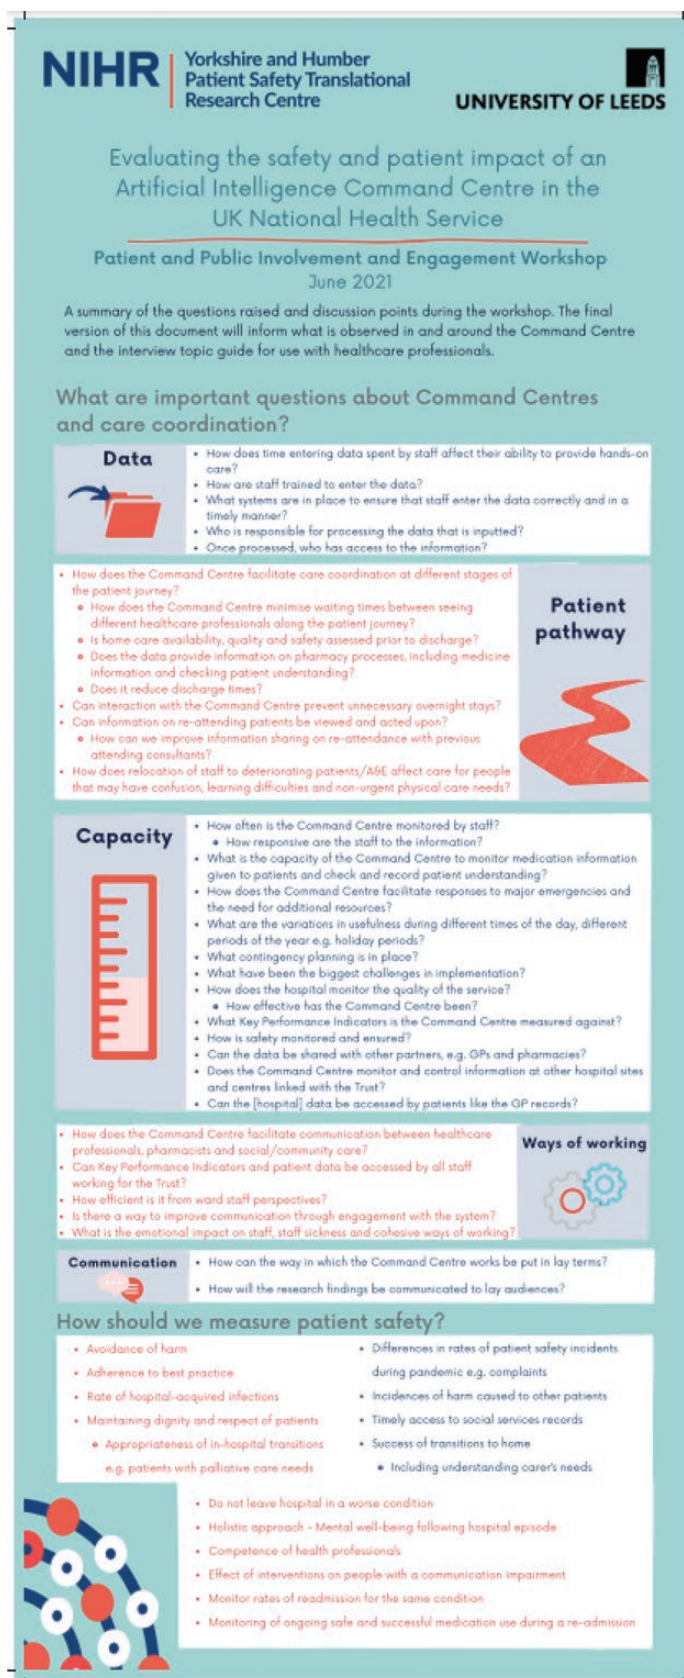 NIHR
Yorkshire and Humber
Patient Safety Translational
Research Centre
UNIVERSITY OF LEEDS
Evaluating the safety and patient impact of an
Artificial Intelligence Command Centre in the
UK National Health Service
Patient and Public Involvement and Engagement Workshop
June 2021
A summary of the questions raised and discussion points during the workshop. The final
version of this document will inform what is observed in and around the Command Centre
and the interview topic guide for use with healthcare professionals.
What are important questions about Command Centres
and care coordination?
Data
• How does time entering data spent by staff affect their ability to provide hands-on
care?
• How are staff trained to enter the data?
• What systems are in place to ensure that staff enter the data correctly and in a
timely manner?
• Who is responsible for processing the data that is inputted?
• Once processed, who has access to the information?
• How does the Command Centre facilitate care coordination at different stages of
the patient journey?
• How does the Command Centre minimise waiting times between seeing
different healthcare professionals along the patient journey?
• Is home care availability, quality and safety assessed prior to discharge?
• Does the data provide information on pharmacy processes, including medicine
information and checking patient understanding?
• Does it reduce discharge times?
• Can interaction with the Command Centre prevent unnecessary overnight stays?
• Can information on re-attending patients be viewed and acted upon?
• How can we improve information sharing on re-attendance with previous
attending consultants?
• How does relocation of staff to deteriorating patients/A&E affect care for people
that may have confusion, learning difficulties and non-urgent physical care needs?
Patient
pathway
Capacity
• How often is the Command Centre monitored by staff?
• How responsive are the staff to the information?
• What is the capacity of the Command Centre to monitor medication information
given to patients and check and record patient understanding?
• How does the Command Centre facilitate responses to major emergencies and
the need for additional resources?
• What are the variations in usefulness during different times of the day, different
periods of the year e.g. holiday periods?
• What contingency planning is in place?
• What have been the biggest challenges in implementation?
• How does the hospital monitor the quality of the service?
• How effective has the Command Centre been?
• What Key Performance Indicators is the Command Centre measured against?
• How is safety monitored and ensured?
• Can the data be shared with other partners, e.g. GPs and pharmacies?
• Does the Command Centre monitor and control information at other hospital sites
and centres linked with the Trust?
• Can the [hospital] data be accessed by patients like the GP records?
• How does the Command Centre facilitate communication between healthcare
professionals, pharmacists and social/community care?
• Can Key Performance Indicators and patient data be accessed by all staff
working for the Trust?
• How efficient is it from ward staff perspectives?
• Is there a way to improve communication through engagement with the system?
• What is the emotional impact on staff, staff sickness and cohesive ways of working?
Ways of working
Communication
• How can the way in which the Command Centre works be put in lay terms?
• How will the research findings be communicated to lay audiences?
How should we measure patient safety?
• Avoidance of harm
• Adherence to best practice
• Rate of hospital-acquired infections
• Maintaining dignity and respect of patients
• Appropriateness of in-hospital transitions
e.g. patients with palliative care needs
• Differences in rates of patient safety incidents
during pandemic e.g. complaints
• Incidences of harm caused to other patients
• Timely access to social services records
• Success of transitions to home
• Including understanding carer's needs
• Do not leave hospital in a worse condition
• Holistic approach - Mental well-being following hospital episode
• Competence of health professionals
• Effect of interventions on people with a communication impairment
• Monitor rates of readmission for the same condition
• Monitoring of ongoing safe and successful medication use during a re-admission